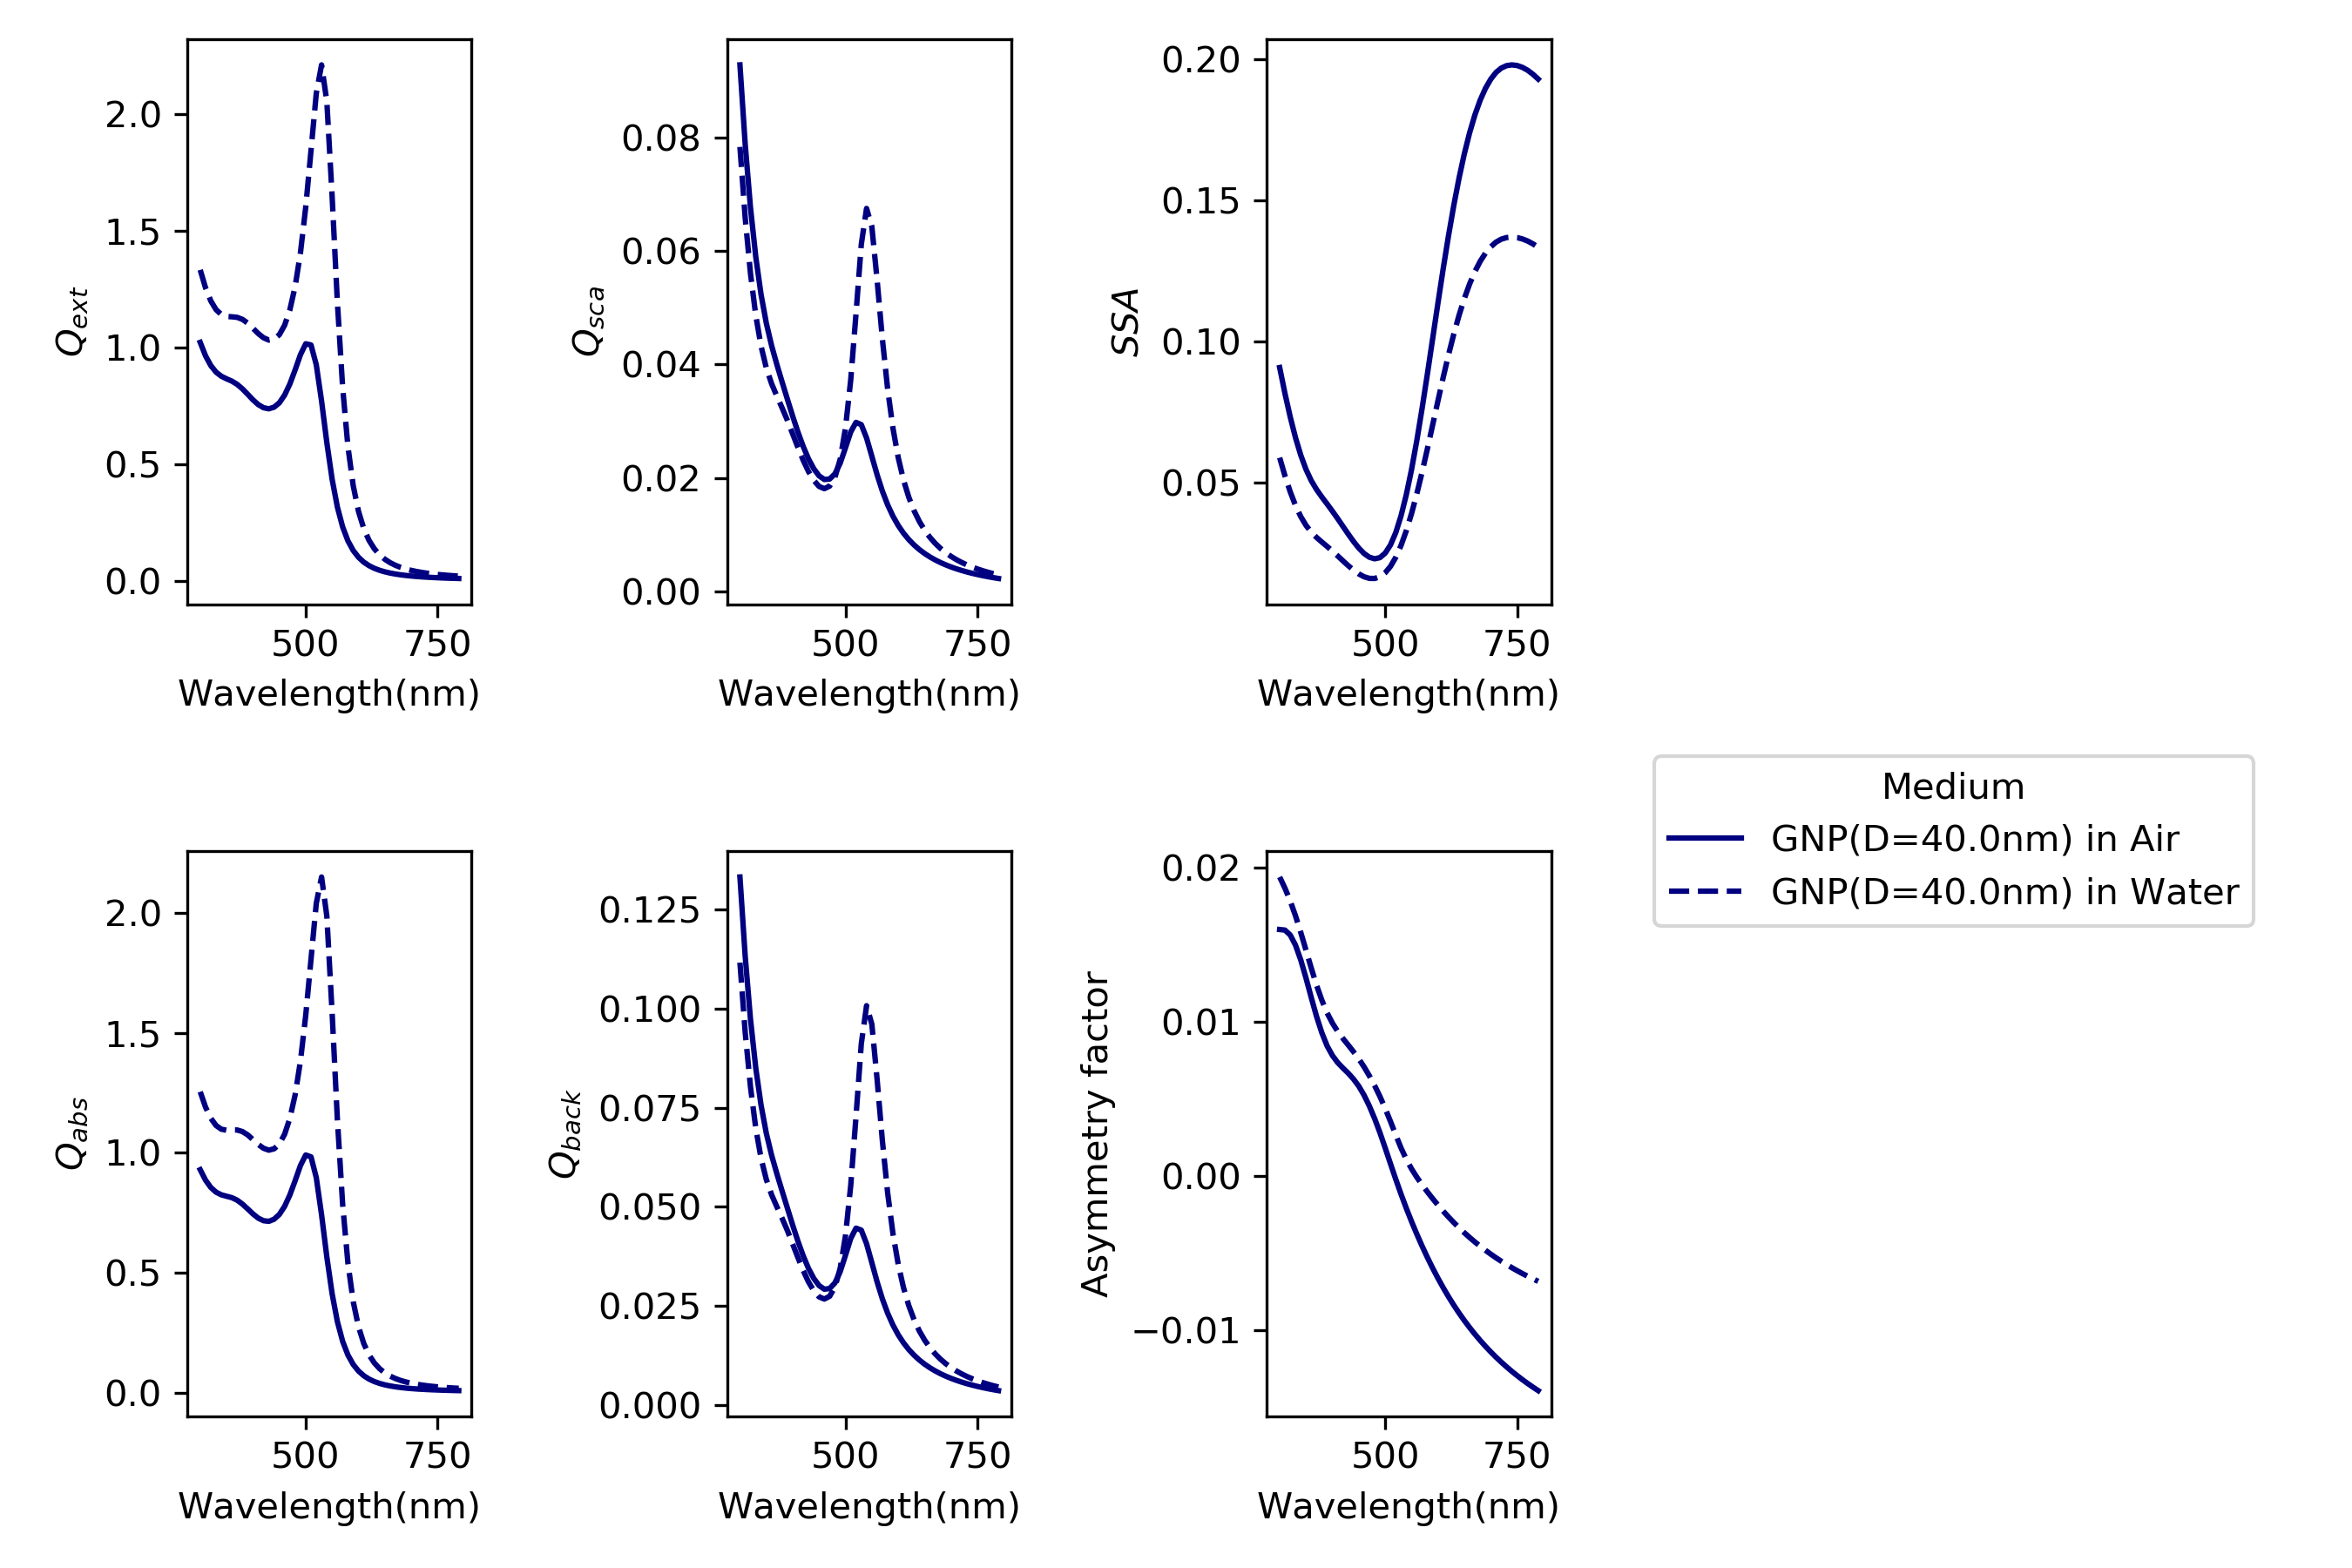 2.0
1.5
1.0
0.5
0.0
Q_ext
500 750
Wavelength(nm)
0.08
0.06
0.04
0.02
0.00
Q_sca
500 750
Wavelength(nm)
0.20
0.15
0.10
0.05
SSA
500 750
Wavelength(nm)
Medium
GNP(D=40.0nm) in Air
GNP(D=40.0nm) in Water
2.0
1.5
1.0
0.5
0.0
Q_abs
500 750
Wavelength(nm)
0.125
0.100
0.075
0.050
0.025
0.000
Q_back
500 750
Wavelength(nm)
0.02
0.01
0.00
−0.01
Asymmetry factor
500 750
Wavelength(nm)